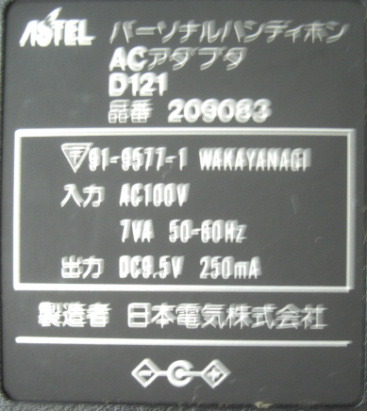 ASTEL パーソナルハンディホン
ACアダプタ
D121
品番 209083
〒91-9577-1 WAKAYANAGI
入力 AC100V
7VA 50-60Hz
出力 DC9.5V 250mA
製造者 日本電気株式会社
- C +